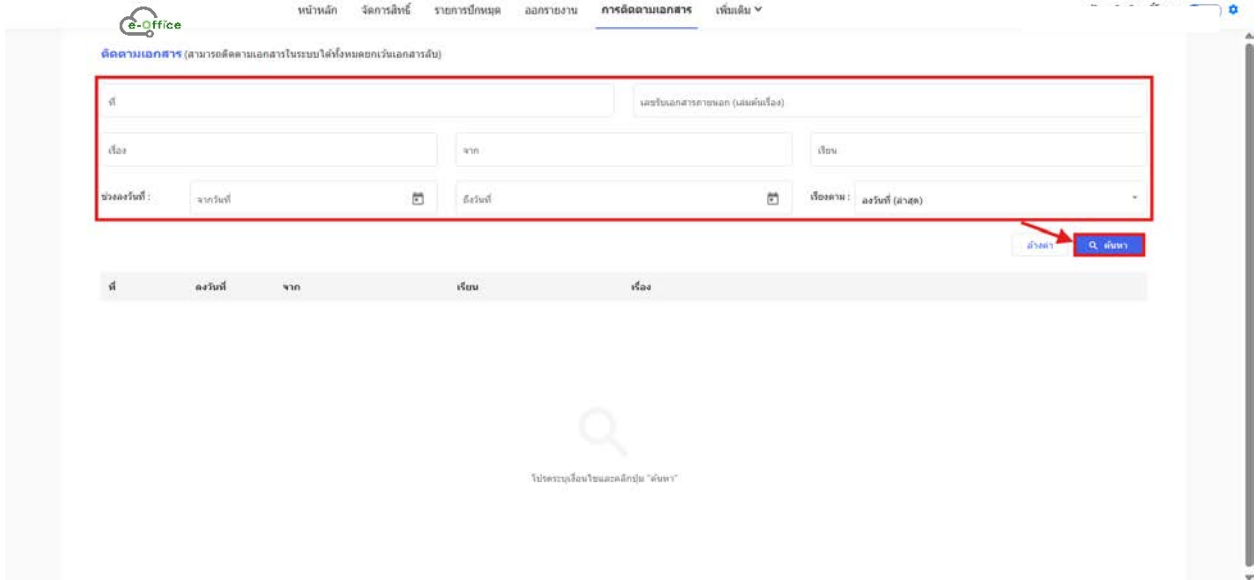 e-Office
หน้าหลัก จัดการสิทธิ์ รายการปักหมุด ออกรายงาน การติดตามเอกสาร เพิ่มเติม
ติดตามเอกสาร (สามารถติดตามเอกสารในระบบได้ทั้งหมดยกเว้นเอกสารลับ)
ที่ เลขรับเอกสารภายนอก (เล่มต้นเรื่อง)
เรื่อง จาก เรียน
ช่วงลงวันที่ : จากวันที่ ถึงวันที่ เรียงตาม : ลงวันที่ (ล่าสุด)
ล้างค่า ค้นหา
ที่ ลงวันที่ จาก เรียน เรื่อง
โปรดระบุเงื่อนไขและคลิกปุ่ม "ค้นหา"